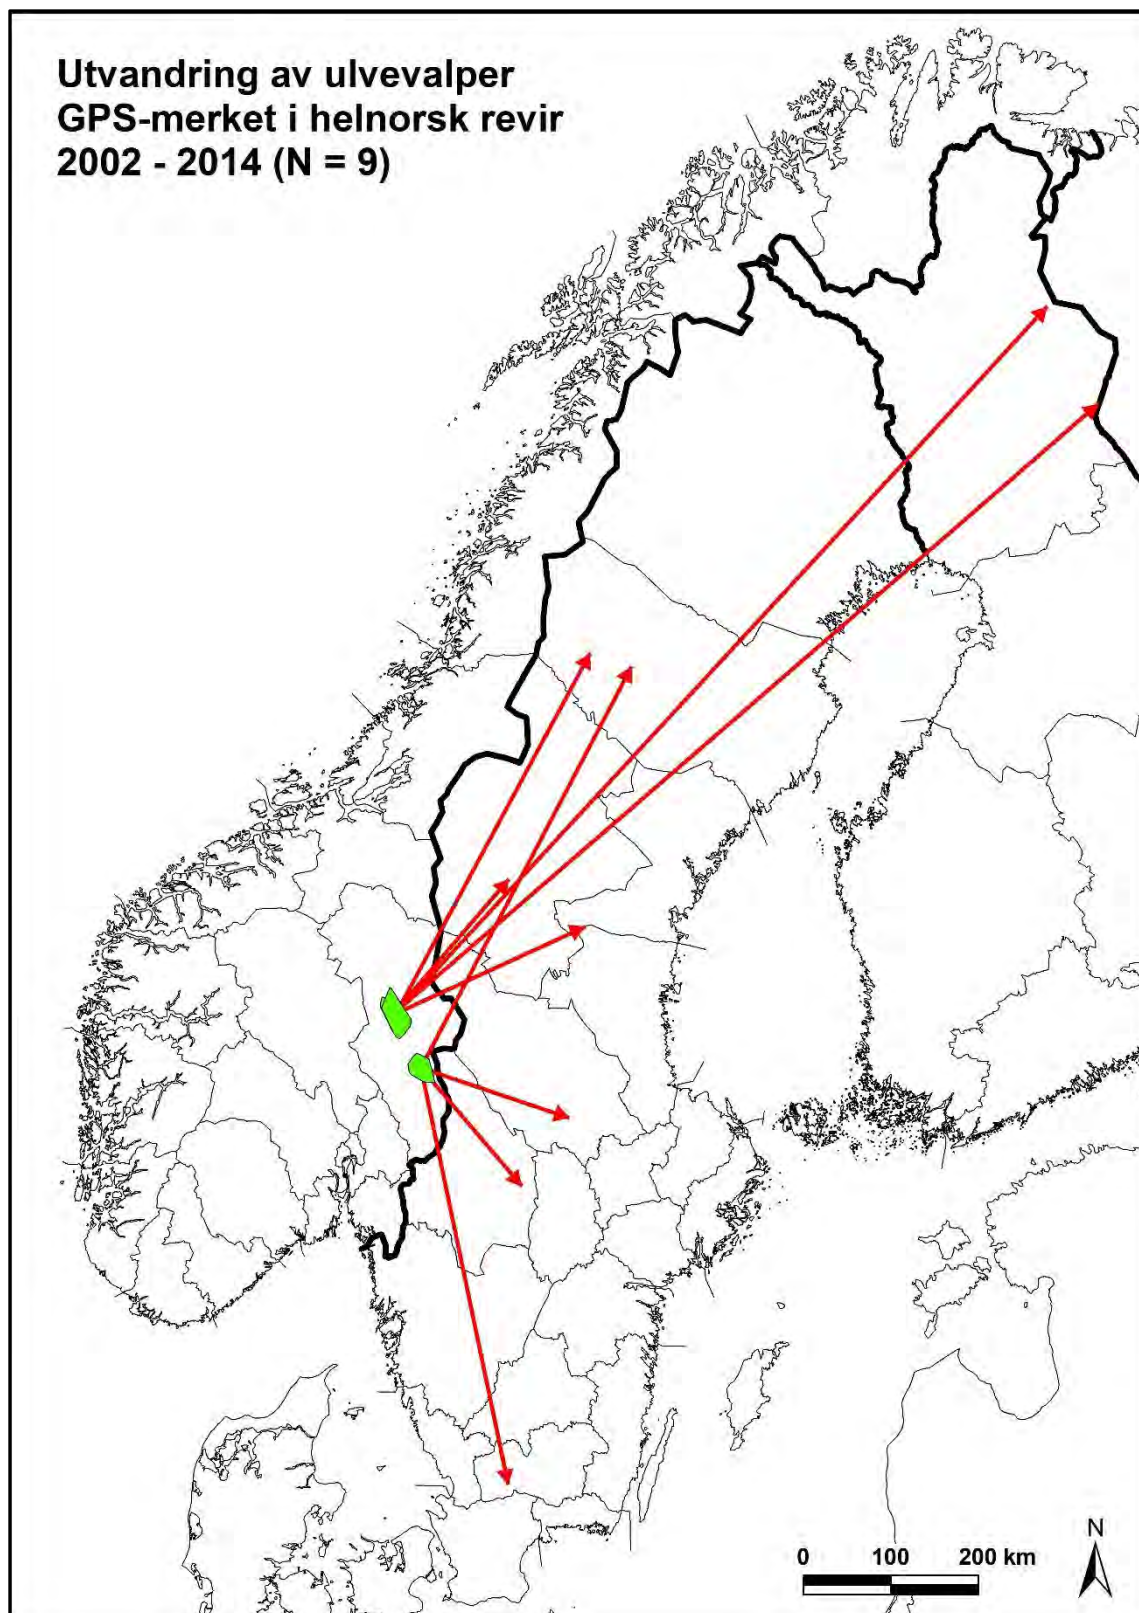 Utvandring av ulvevalper
GPS-merket i helnorsk revir
2002 - 2014 (N = 9)
N
0 100 200 km